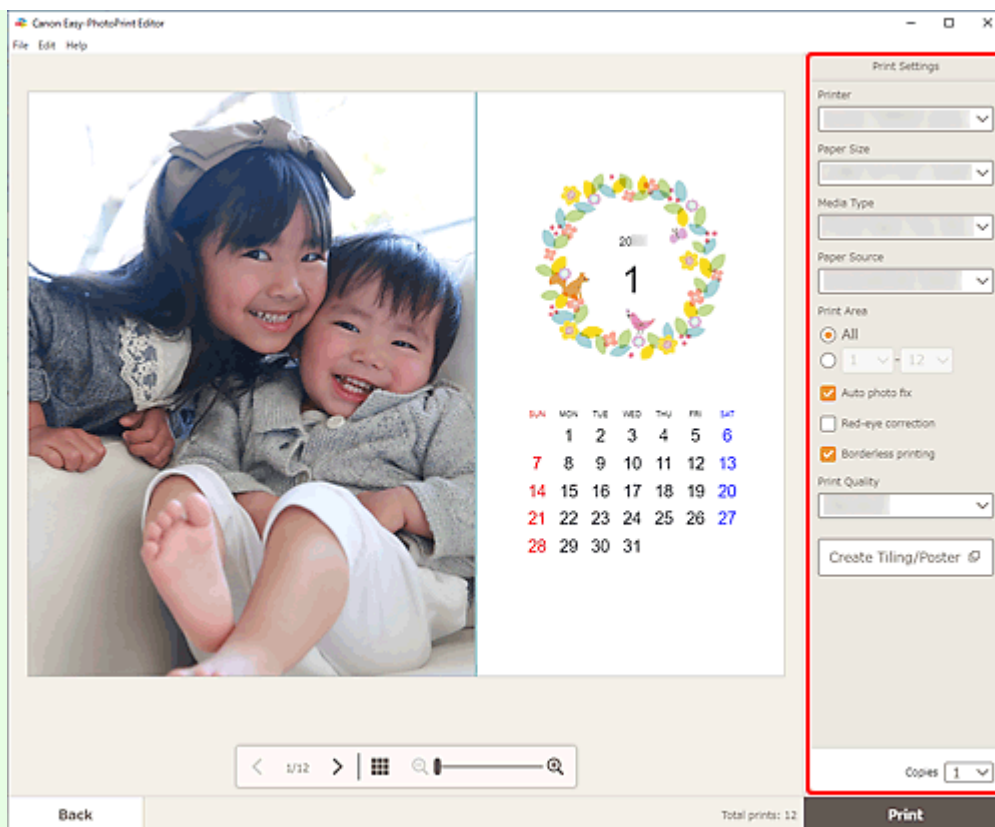 Canon Easy-PhotoPrint Editor
File Edit Help
Print Settings
Printer
Paper Size
Media Type
Paper Source
Print Area
All
1 - 12
Auto photo fix
Red-eye correction
Borderless printing
Print Quality
Create Tiling/Poster
20
1
SUN MON TUE WED THU FRI SAT
1 2 3 4 5 6
7 8 9 10 11 12 13
14 15 16 17 18 19 20
21 22 23 24 25 26 27
28 29 30 31
1/12
Copies 1
Back
Total prints: 12
Print